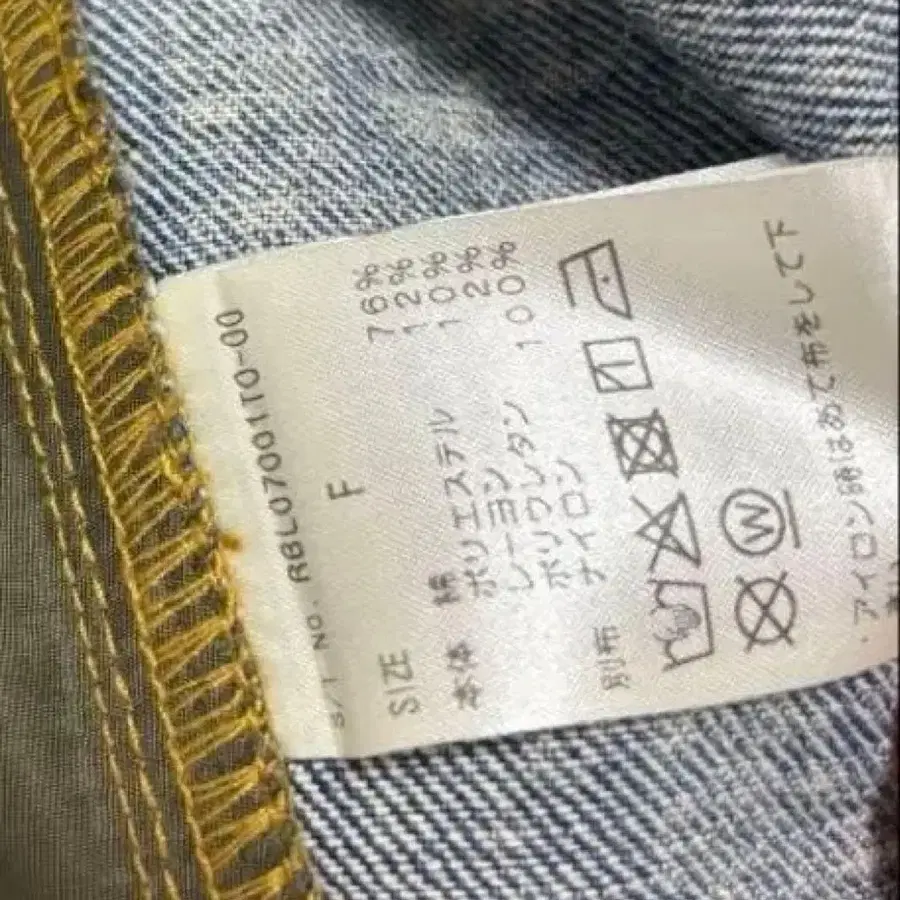 S/T NO. RBL07001TO-00
SIZE F
本体 綿 76%
ポリエステル 12%
レーヨン 10%
ポリウレタン 2%
別布 ナイロン 100%
W
・アイロン時はあて布をして下